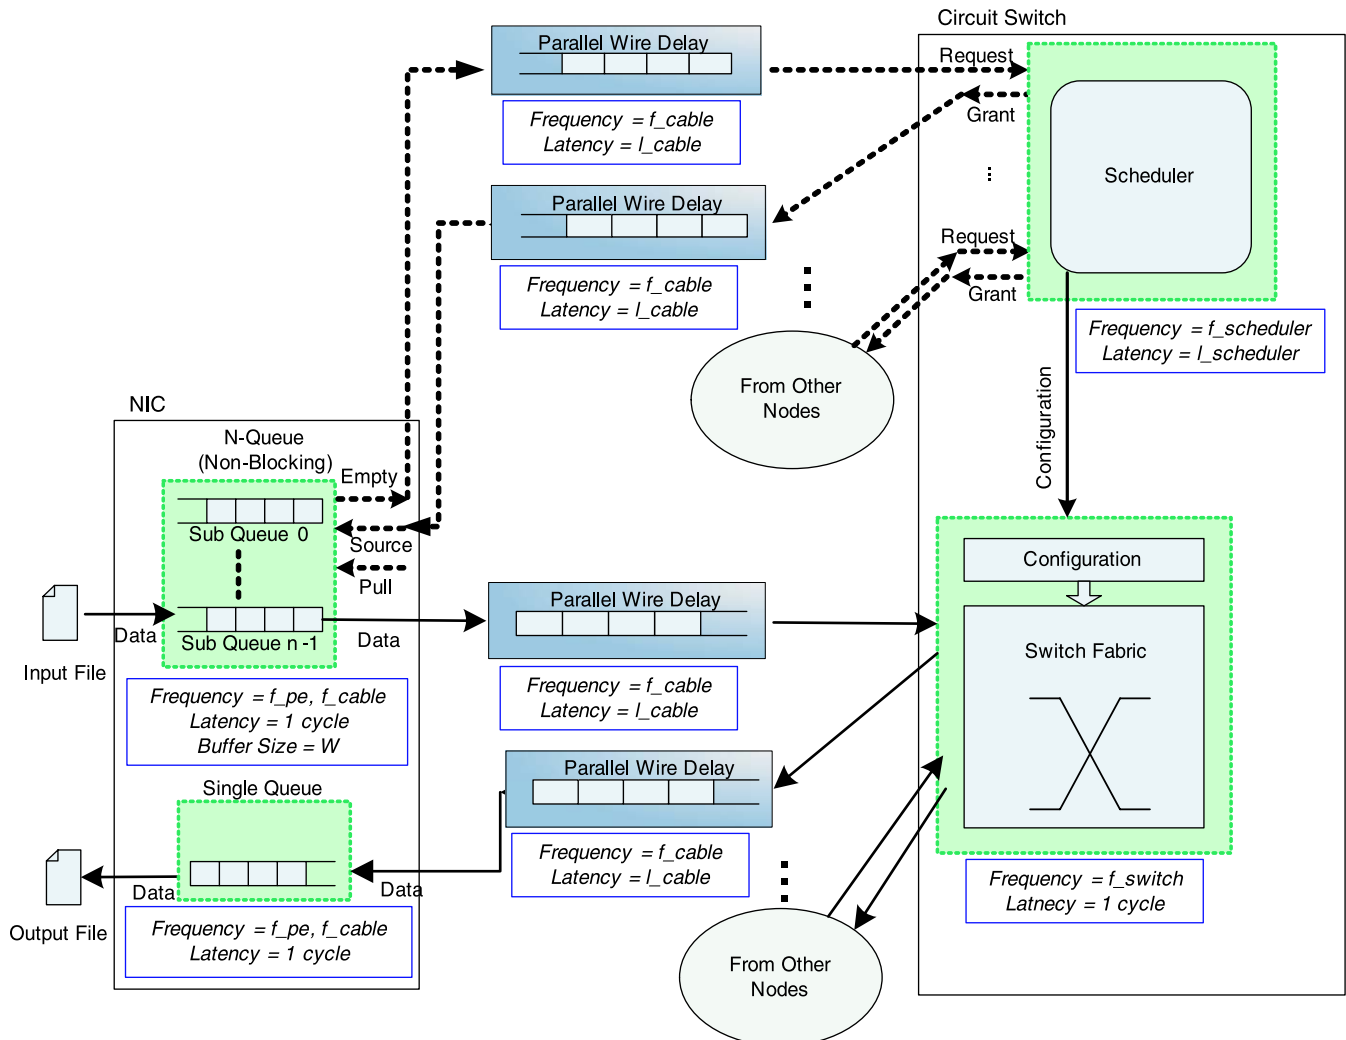 Circuit Switch
Parallel Wire Delay
Frequency = f_cable
Latency = l_cable
Request
Grant
Scheduler
Parallel Wire Delay
Frequency = f_cable
Latency = l_cable
Request
Grant
Frequency = f_scheduler
Latency = l_scheduler
From Other
Nodes
Configuration
NIC
N-Queue
(Non-Blocking)
Empty
Sub Queue 0
Source
Pull
Sub Queue n-1
Data
Data
Input File
Frequency = f_pe, f_cable
Latency = 1 cycle
Buffer Size = W
Parallel Wire Delay
Frequency = f_cable
Latency = l_cable
Configuration
Switch Fabric
Parallel Wire Delay
Frequency = f_cable
Latency = l_cable
Single Queue
Data
Data
Output File
Frequency = f_pe, f_cable
Latency = 1 cycle
Frequency = f_switch
Latnecy = 1 cycle
From Other
Nodes